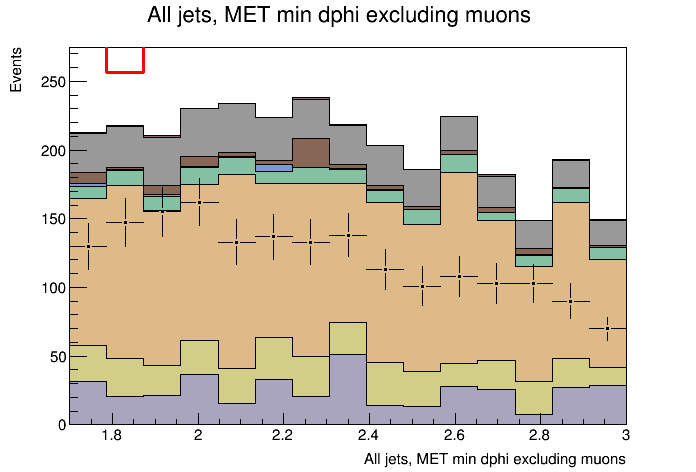 All jets, MET min dphi excluding muons
Events
250
200
150
100
50
0
1.8 2 2.2 2.4 2.6 2.8 3
All jets, MET min dphi excluding muons